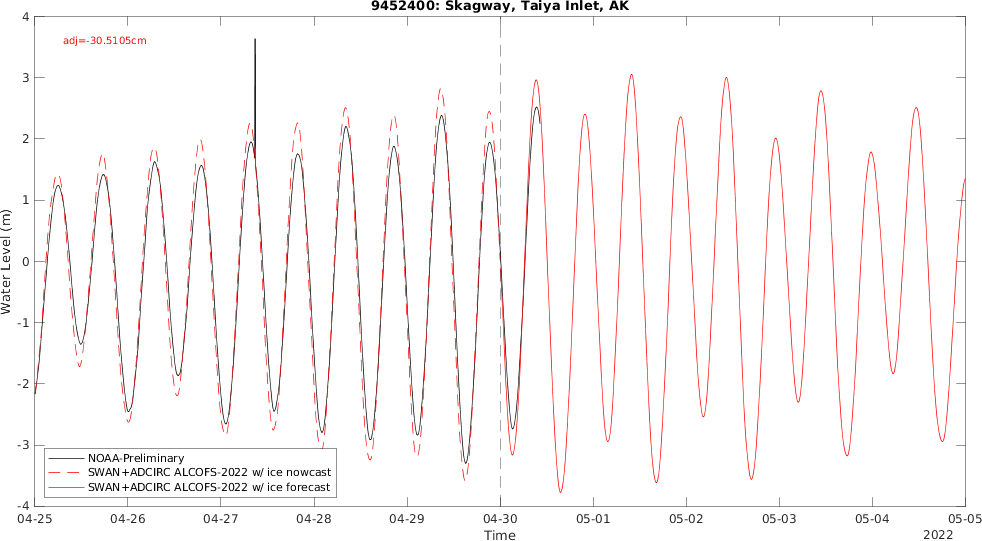 9452400: Skagway, Taiya Inlet, AK
4
adj=-30.5105cm
3
2
1
0
-1
-2
-3
-4
Water Level (m)
NOAA-Preliminary
SWAN+ADCIRC ALCOFS-2022 w/ ice nowcast
SWAN+ADCIRC ALCOFS-2022 w/ ice forecast
04-25 04-26 04-27 04-28 04-29 04-30 05-01 05-02 05-03 05-04 05-05
Time
2022